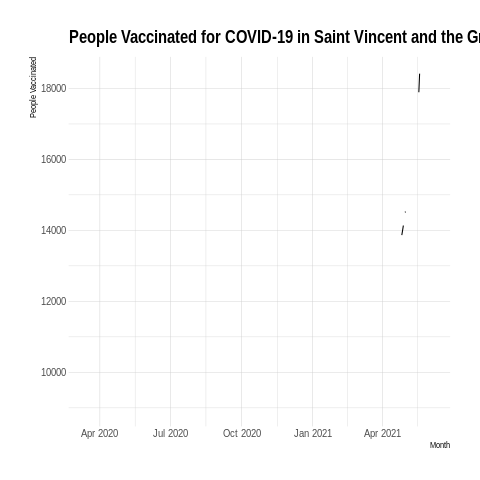 People Vaccinated for COVID-19 in Saint Vincent and the Gr
People Vaccinated
18000
16000
14000
12000
10000
Apr 2020 Jul 2020 Oct 2020 Jan 2021 Apr 2021
Month